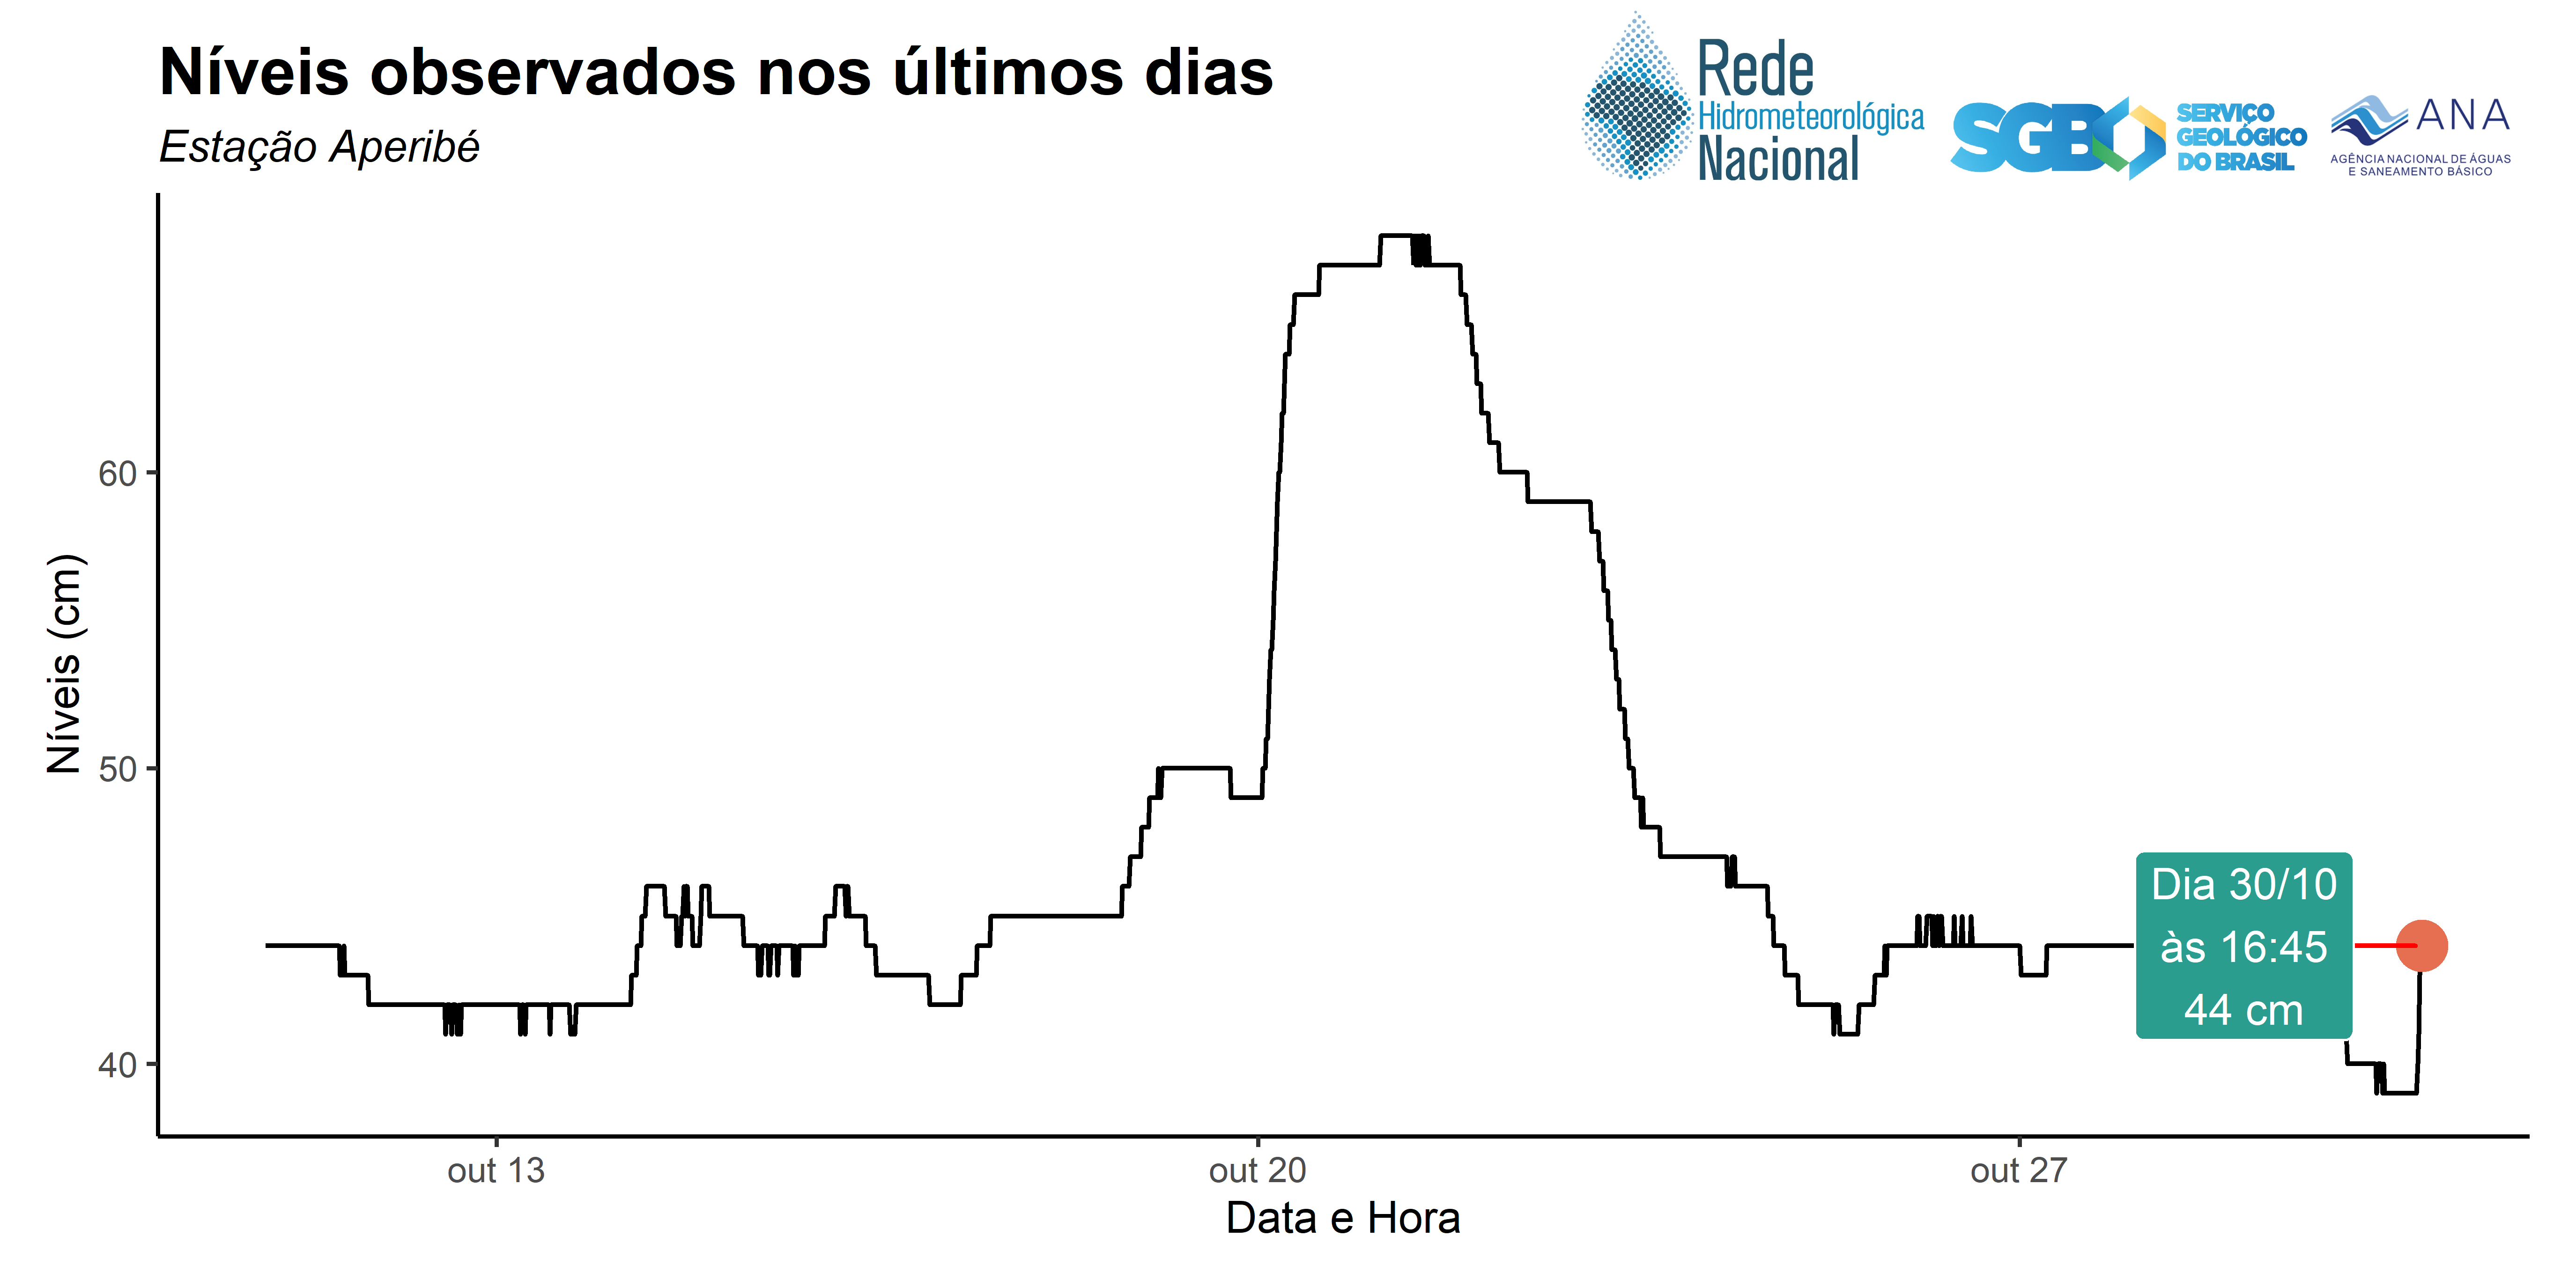 Níveis observados nos últimos dias
Estação Aperibé
Rede
Hidrometeorológica
Nacional
SGB
SERVIÇO
GEOLÓGICO
DO BRASIL
ANA
AGÊNCIA NACIONAL DE ÁGUAS
E SANEAMENTO BÁSICO
Níveis (cm)
60
50
40
Dia 30/10
às 16:45
44 cm
out 13
out 20
out 27
Data e Hora